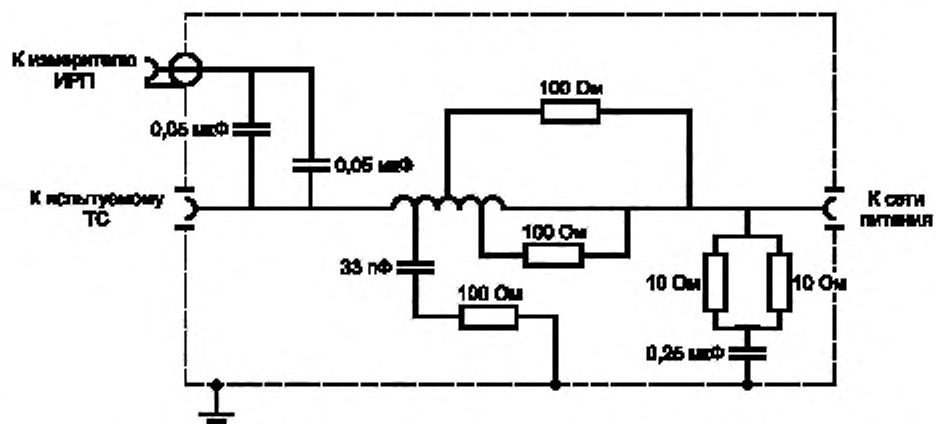 К измерителю
ИРП
100 Ом
0,05 мкФ
0,05 мкФ
К испытуемому
ТС
К сети
питания
100 Ом
33 пФ
100 Ом
10 Ом
10 Ом
0,25 мкФ